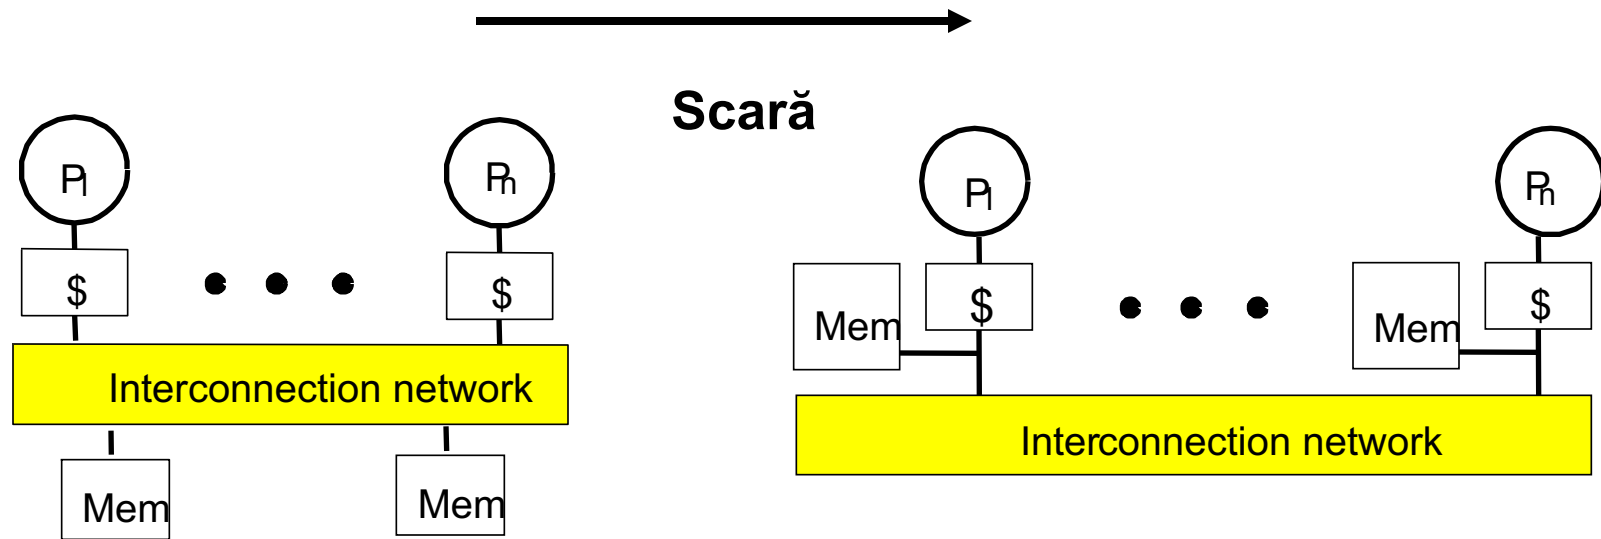 Scară
P1 Pn
$ $
Interconnection network
Mem Mem
P1 Pn
Mem $ Mem $
Interconnection network